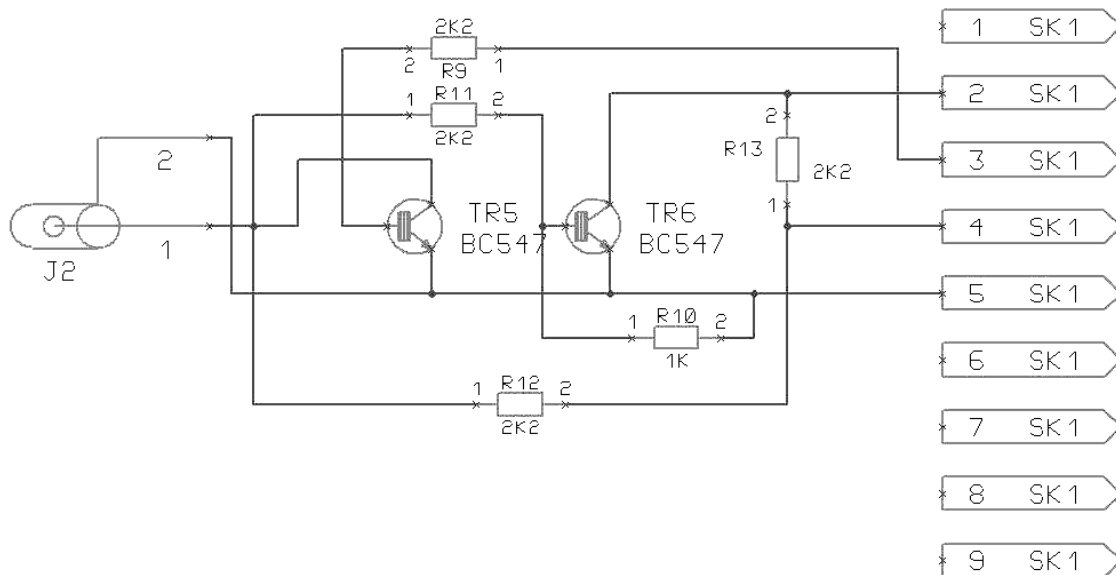 2K2
2 1
R9
1 R11 2
2K2
2
1
J2
TR5
BC547
TR6
BC547
2
R13
2K2
1
1 R10 2
1K
1 R12 2
2K2
1 SK1
2 SK1
3 SK1
4 SK1
5 SK1
6 SK1
7 SK1
8 SK1
9 SK1